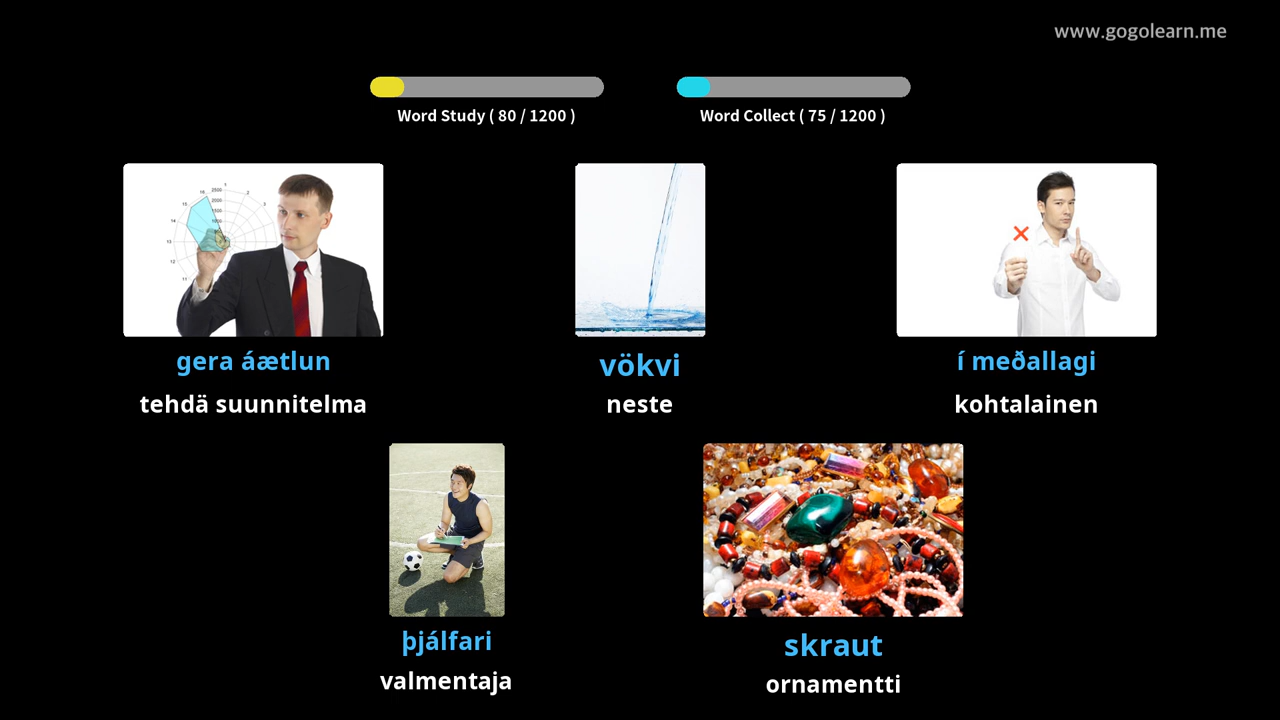 www.gogolearn.me
Word Study ( 80 / 1200 )
Word Collect ( 75 / 1200 )
gera áætlun
tehdä suunnitelma
vökvi
neste
í meðallagi
kohtalainen
þjálfari
valmentaja
skraut
ornamentti